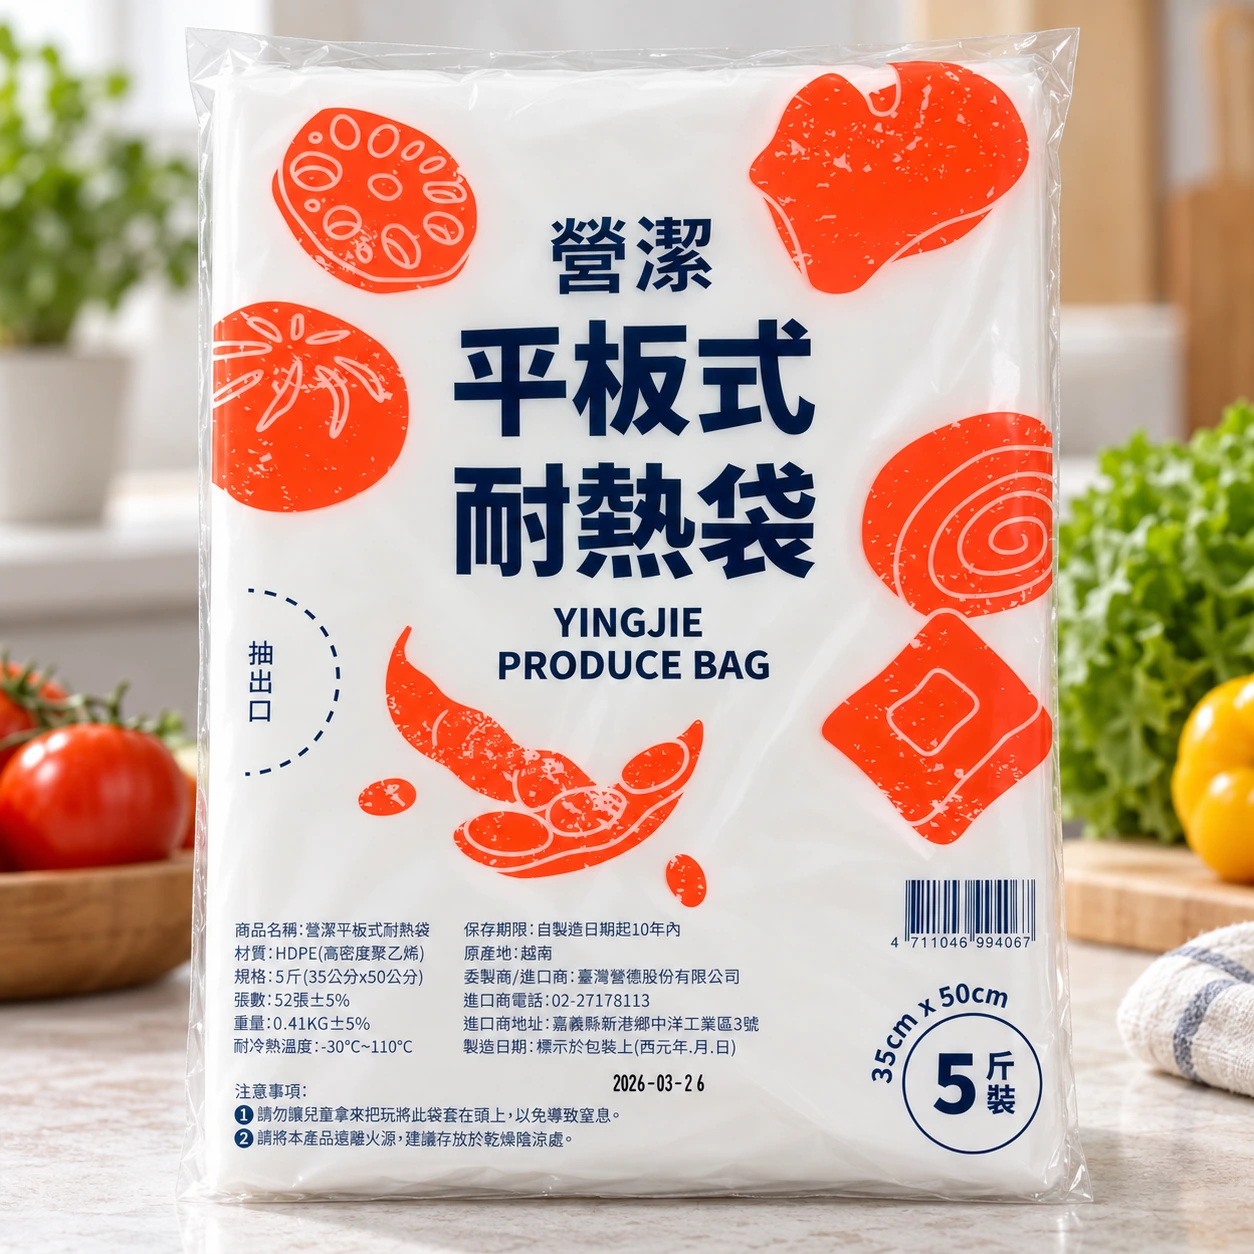 營潔
平板式
耐熱袋
YINGJIE
PRODUCE BAG
抽出口
商品名稱:營潔平板式耐熱袋
材質:HDPE(高密度聚乙烯)
規格:5斤(35公分x50公分)
張數:52張±5%
重量:0.41KG±5%
耐冷熱溫度:-30°C~110°C
保存期限:自製造日期起10年內
原產地:越南
委製商/進口商:臺灣營德股份有限公司
進口商電話:02-27178113
進口商地址:嘉義縣新港鄉中洋工業區3號
製造日期:標示於包裝上(西元年.月.日)
2026-03-26
注意事項:
1 請勿讓兒童拿來把玩將此袋套在頭上,以免導致窒息。
2 請將本產品遠離火源,建議存放於乾燥陰涼處。
4 711046 994067
35cm x 50cm
5斤裝